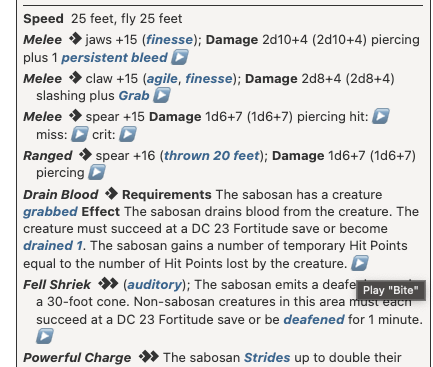 Speed 25 feet, fly 25 feet
Melee jaws +15 (finesse); Damage 2d10+4 (2d10+4) piercing
plus 1 persistent bleed
Melee claw +15 (agile, finesse); Damage 2d8+4 (2d8+4)
slashing plus Grab
Melee spear +15 Damage 1d6+7 (1d6+7) piercing hit:
miss: crit:
Ranged spear +16 (thrown 20 feet); Damage 1d6+7 (1d6+7)
piercing
Drain Blood Requirements The sabosan has a creature
grabbed Effect The sabosan drains blood from the creature. The
creature must succeed at a DC 23 Fortitude save or become
drained 1. The sabosan gains a number of temporary Hit Points
equal to the number of Hit Points lost by the creature.
Fell Shriek (auditory); The sabosan emits a
Play "Bite"
a 30-foot cone. Non-sabosan creatures in this area must each
succeed at a DC 23 Fortitude save or be deafened for 1 minute.
Powerful Charge The sabosan Strides up to double their